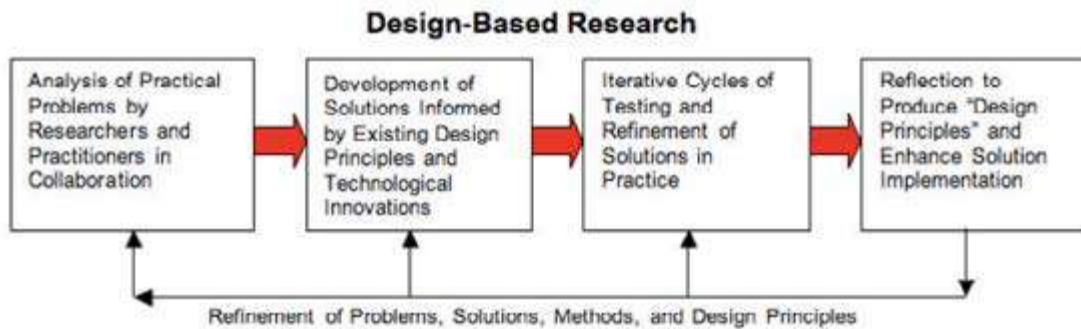 Design-Based Research
Analysis of Practical
Problems by
Researchers and
Practitioners in
Collaboration
Development of
Solutions Informed
by Existing Design
Principles and
Technological
Innovations
Iterative Cycles of
Testing and
Refinement of
Solutions in
Practice
Reflection to
Produce "Design
Principles" and
Enhance Solution
Implementation
Refinement of Problems, Solutions, Methods, and Design Principles